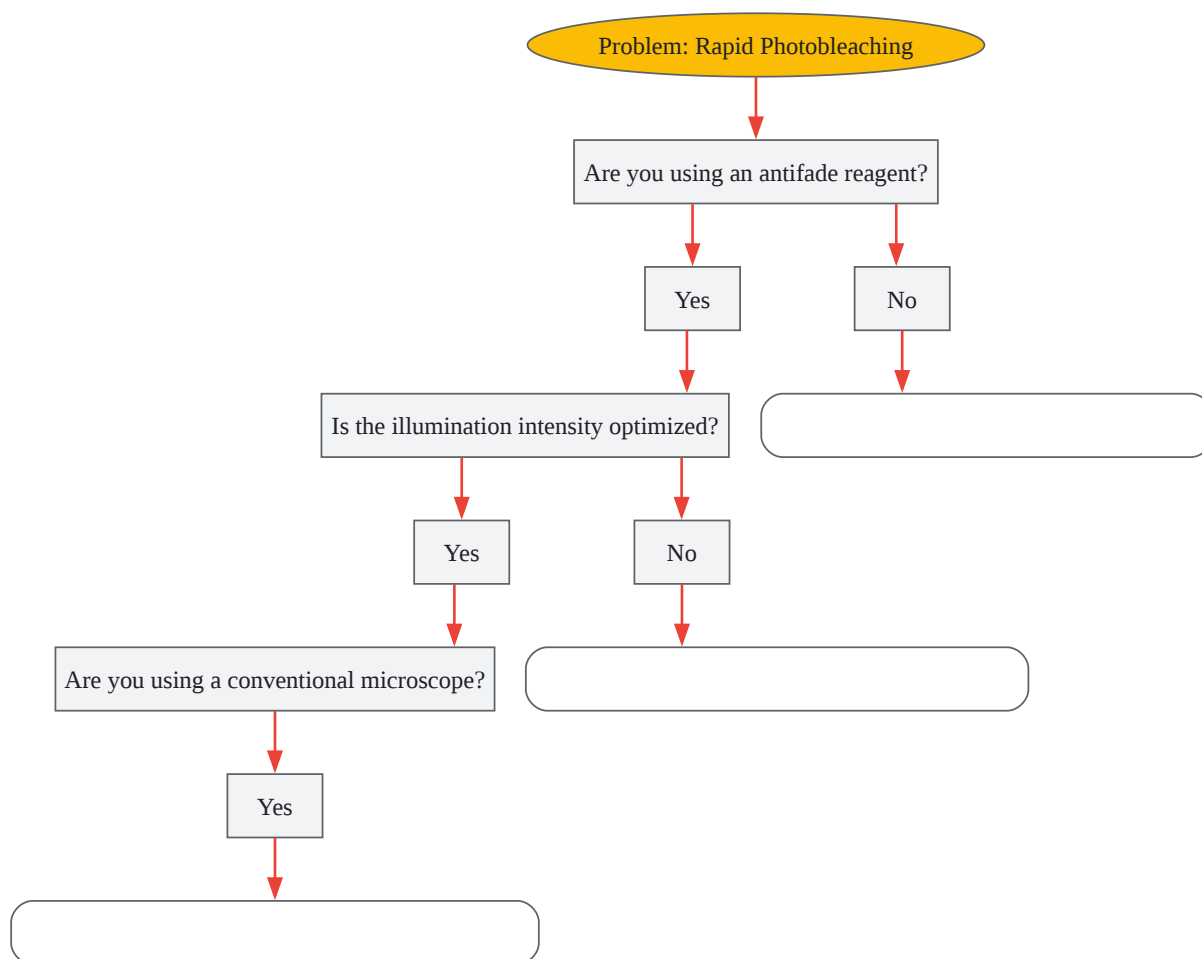 Problem: Rapid Photobleaching
Are you using an antifade reagent?
Yes
No
Is the illumination intensity optimized?
Yes
No
Are you using a conventional microscope?
Yes